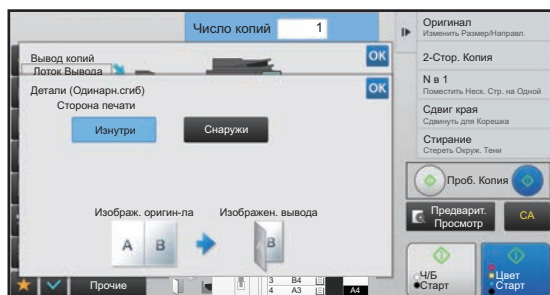 Число копий 1
Вывод копий
OK
Лоток Вывода
Детали (Одинарн.сгиб)
OK
Сторона печати
Изнутри
Снаружи
Изображ. оригин-ла
Изображен. вывода
A B
B
Прочие
3 B4
4 A3
A4
Оригинал
Изменить Размер/Направл.
2-Стор. Копия
N в 1
Поместить Неск. Стр. на Одной
Сдвиг края
Сдвинуть для Корешка
Стирание
Стереть Окруж. Тени
Проб. Копия
Предварит.
Просмотр
CA
Ч/Б
Старт
Цвет
Старт